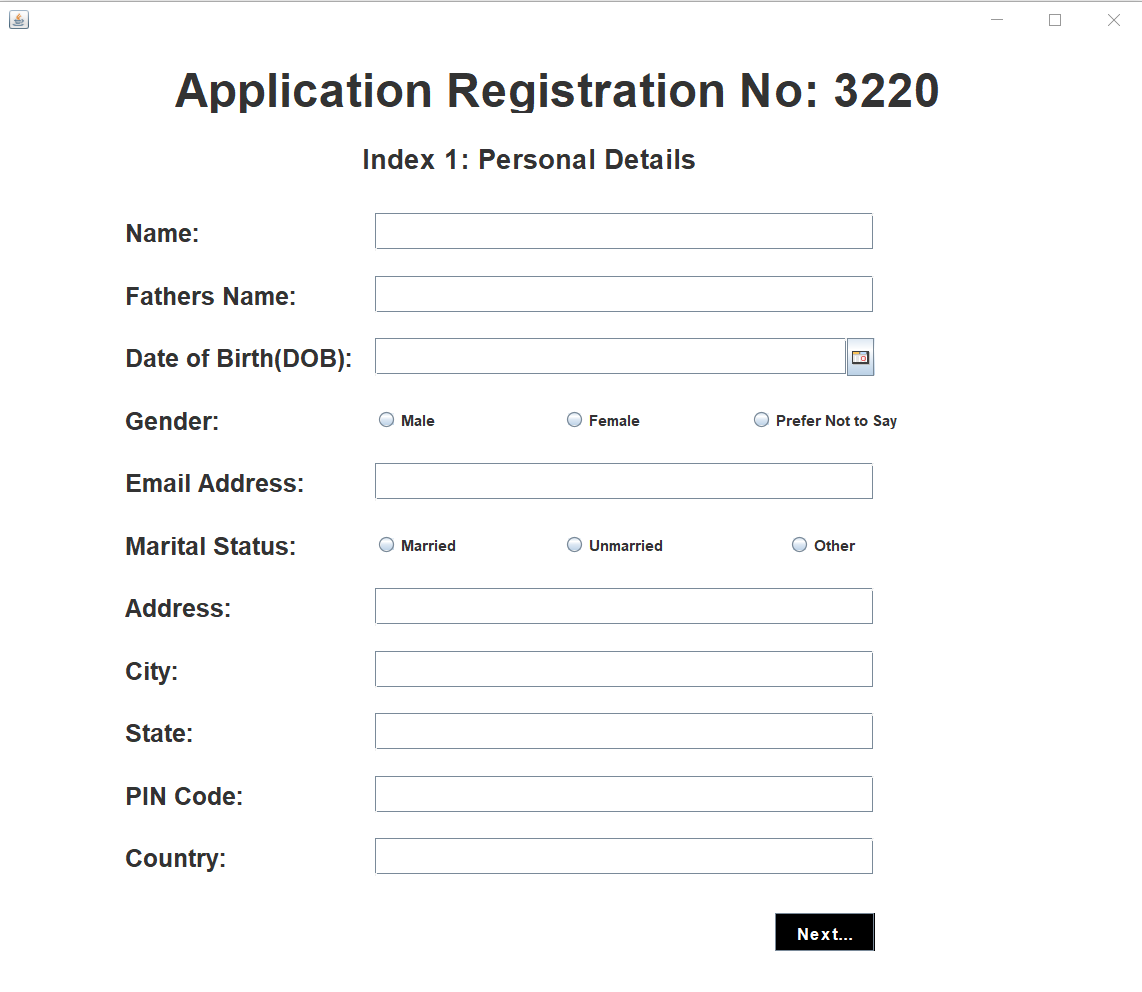 Application Registration No: 3220
Index 1: Personal Details
Name:
Fathers Name:
Date of Birth(DOB):
Gender: Male Female Prefer Not to Say
Email Address:
Marital Status: Married Unmarried Other
Address:
City:
State:
PIN Code:
Country:
Next...